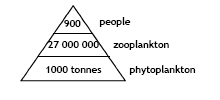 900 people
27 000 000 zooplankton
1000 tonnes phytoplankton